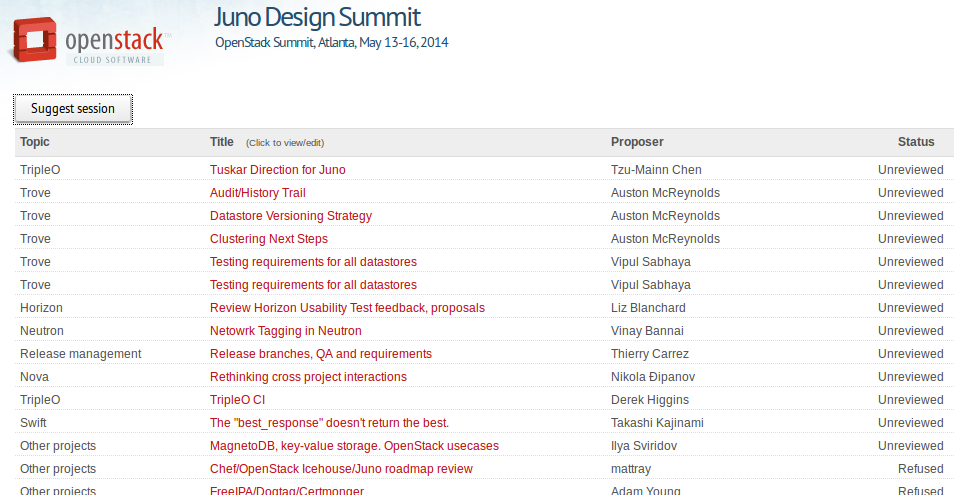 Juno Design Summit
openstack™
CLOUD SOFTWARE
OpenStack Summit, Atlanta, May 13-16, 2014
Suggest session
Topic Title (Click to view/edit) Proposer Status
TripleO Tuskar Direction for Juno Tzu-Mainn Chen Unreviewed
Trove Audit/History Trail Auston McReynolds Unreviewed
Trove Datastore Versioning Strategy Auston McReynolds Unreviewed
Trove Clustering Next Steps Auston McReynolds Unreviewed
Trove Testing requirements for all datastores Vipul Sabhaya Unreviewed
Trove Testing requirements for all datastores Vipul Sabhaya Unreviewed
Horizon Review Horizon Usability Test feedback, proposals Liz Blanchard Unreviewed
Neutron Netowrk Tagging in Neutron Vinay Bannai Unreviewed
Release management Release branches, QA and requirements Thierry Carrez Unreviewed
Nova Rethinking cross project interactions Nikola Đipanov Unreviewed
TripleO TripleO CI Derek Higgins Unreviewed
Swift The "best_response" doesn't return the best. Takashi Kajinami Unreviewed
Other projects MagnetoDB, key-value storage. OpenStack usecases Ilya Sviridov Unreviewed
Other projects Chef/OpenStack Icehouse/Juno roadmap review mattray Refused
Other projects FreeIPA/Dogtag/Certmonger Adam Young Refused